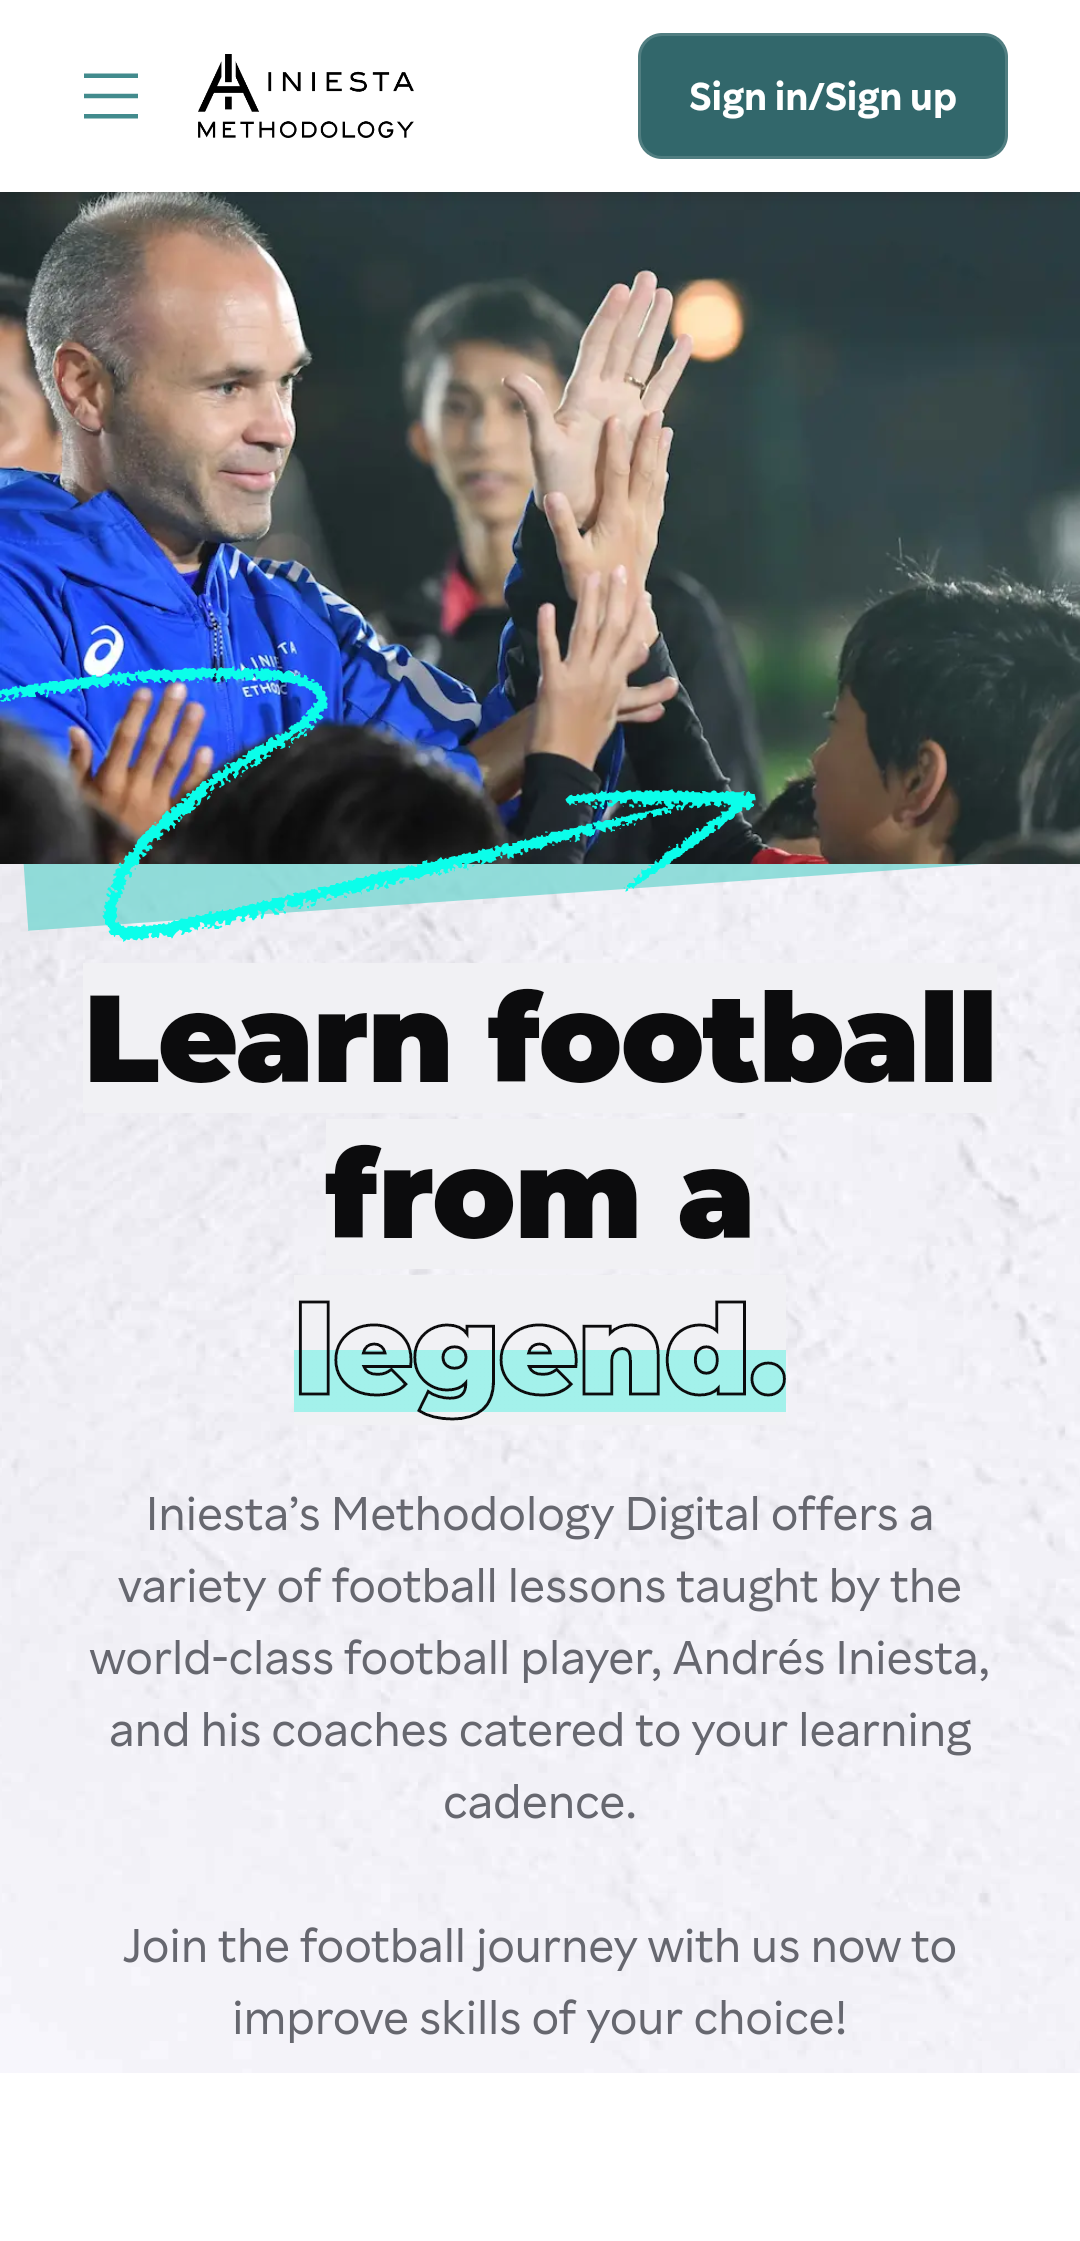 INIESTA
METHODOLOGY
Sign in/Sign up
Learn football
from a
legend.
Iniesta’s Methodology Digital offers a
variety of football lessons taught by the
world-class football player, Andrés Iniesta,
and his coaches catered to your learning
cadence.
Join the football journey with us now to
improve skills of your choice!